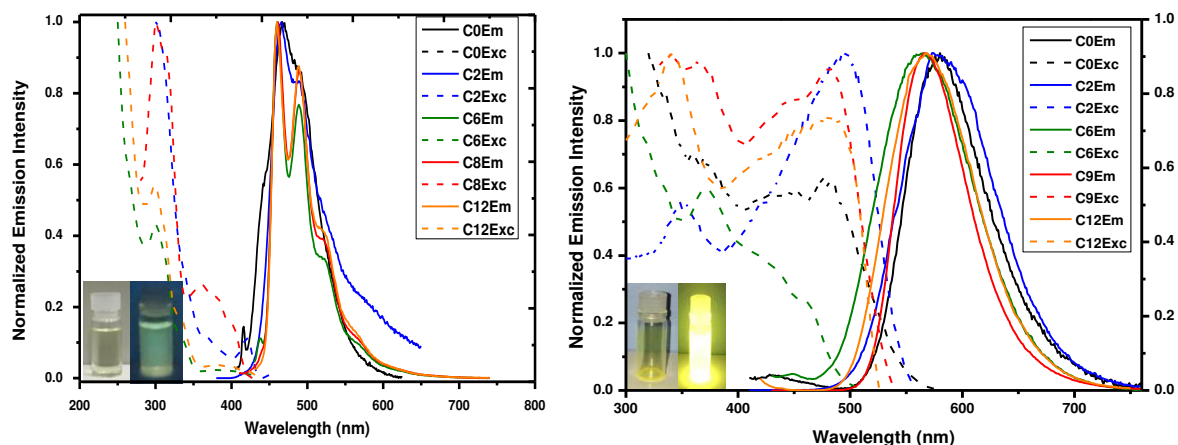 Normalized Emission Intensity
1.0
0.8
0.6
0.4
0.2
0.0
200 300 400 500 600 700 800
Wavelength (nm)
C0Em
C0Exc
C2Em
C2Exc
C6Em
C6Exc
C8Em
C8Exc
C12Em
C12Exc
Normalized Emission Intensity
1.0
0.8
0.6
0.4
0.2
0.0
300 400 500 600 700
Wavelength (nm)
C0Em
C0Exc
C2Em
C2Exc
C6Em
C6Exc
C9Em
C9Exc
C12Em
C12Exc
1.0
0.8
0.6
0.4
0.2
0.0